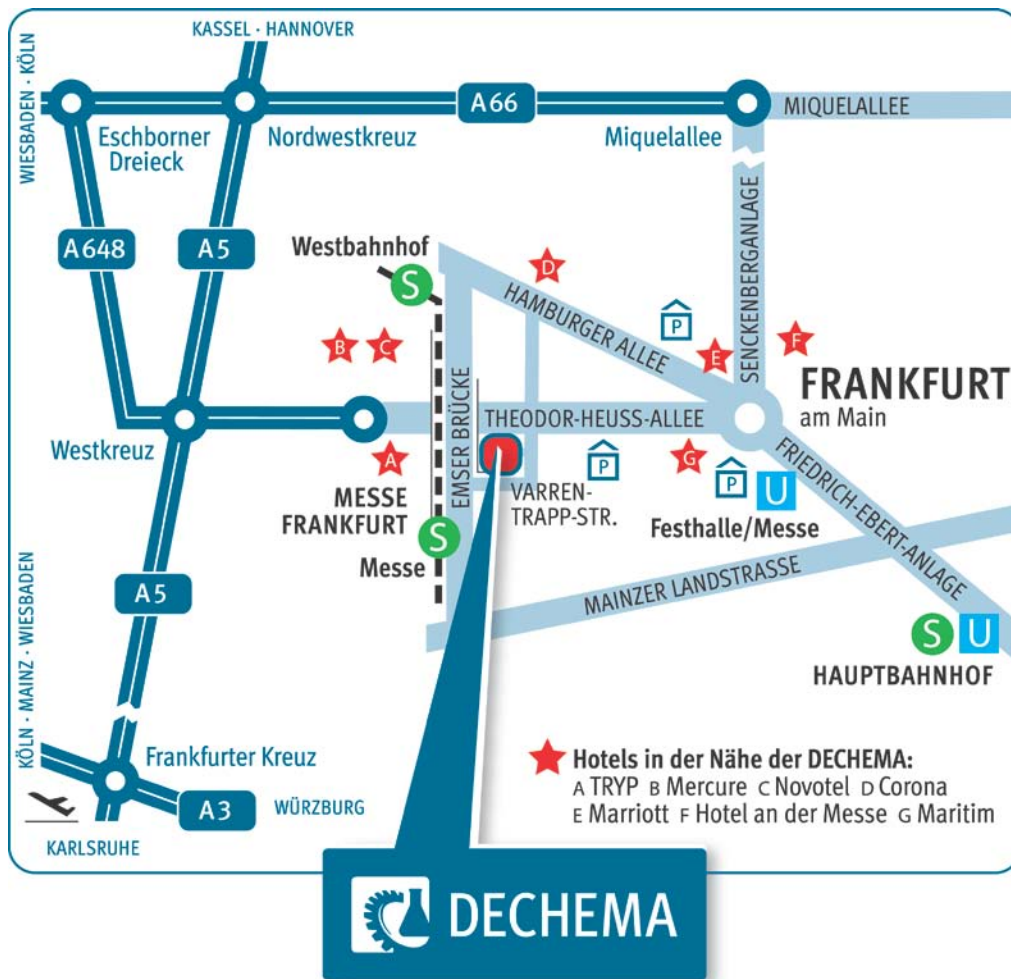 KASSEL · HANNOVER
WIESBADEN · KÖLN
A66
MIQUELALLEE
Eschborner
Dreieck
Nordwestkreuz
Miquelallee
SENCKENBERGANLAGE
A648
A5
Westbahnhof
S
D
HAMBURGER ALLEE
P
B
C
E
F
FRANKFURT
am Main
EMSER BRÜCKE
THEODOR-HEUSS-ALLEE
Westkreuz
A
G
P
P
U
FRIEDRICH-EBERT-ANLAGE
MESSE
FRANKFURT
VARREN-
TRAPP-STR.
Festhalle/Messe
S
Messe
MAINZER LANDSTRASSE
A5
S
U
HAUPTBAHNHOF
KÖLN · MAINZ · WIESBADEN
Frankfurter Kreuz
A3
WÜRZBURG
KARLSRUHE
Hotels in der Nähe der DECHEMA:
A TRYP B Mercure C Novotel D Corona
E Marriott F Hotel an der Messe G Maritim
DECHEMA